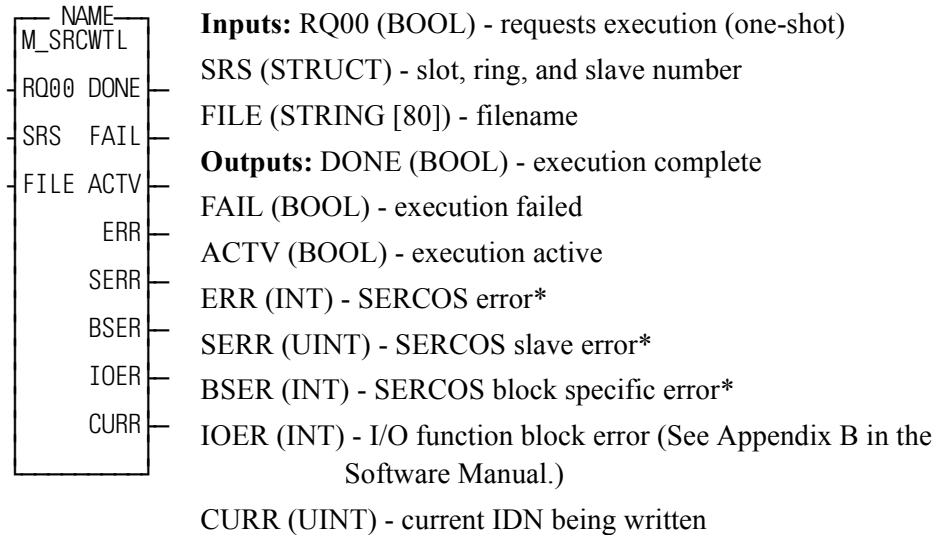 NAME
M_SRCWTL
RQ00 DONE
SRS FAIL
FILE ACTV
ERR
SERR
BSER
IOER
CURR
Inputs: RQ00 (BOOL) - requests execution (one-shot)
SRS (STRUCT) - slot, ring, and slave number
FILE (STRING [80]) - filename
Outputs: DONE (BOOL) - execution complete
FAIL (BOOL) - execution failed
ACTV (BOOL) - execution active
ERR (INT) - SERCOS error*
SERR (UINT) - SERCOS slave error*
BSER (INT) - SERCOS block specific error*
IOER (INT) - I/O function block error (See Appendix B in the
Software Manual.)
CURR (UINT) - current IDN being written